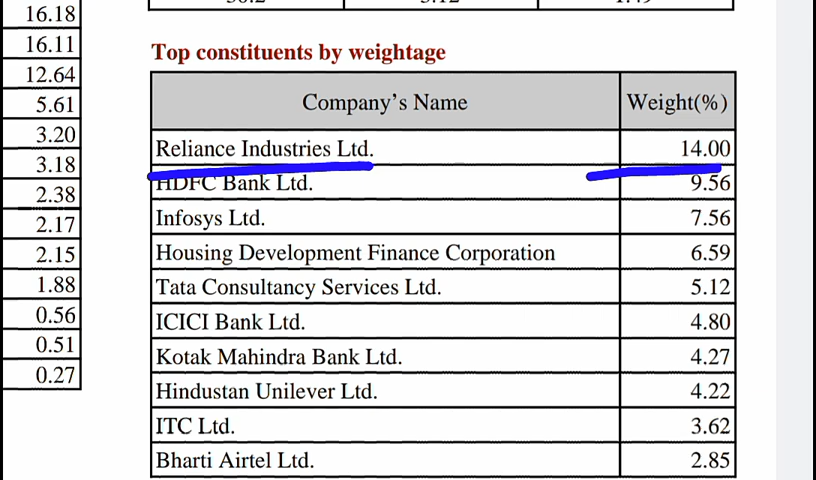 16.18
16.11
12.64
5.61
3.20
3.18
2.38
2.17
2.15
1.88
0.56
0.51
0.27
Top constituents by weightage
Company’s Name Weight(%)
Reliance Industries Ltd. 14.00
HDFC Bank Ltd. 9.56
Infosys Ltd. 7.56
Housing Development Finance Corporation 6.59
Tata Consultancy Services Ltd. 5.12
ICICI Bank Ltd. 4.80
Kotak Mahindra Bank Ltd. 4.27
Hindustan Unilever Ltd. 4.22
ITC Ltd. 3.62
Bharti Airtel Ltd. 2.85